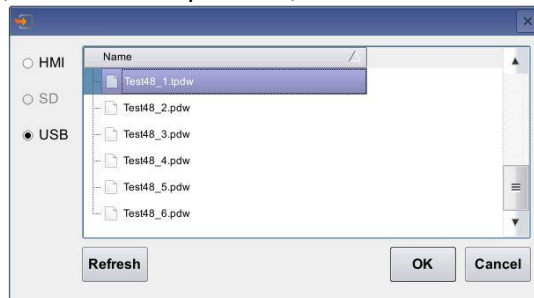 HMI
SD
USB
Name
Test48_1.tpdw
Test48_2.pdw
Test48_3.pdw
Test48_4.pdw
Test48_5.pdw
Test48_6.pdw
Refresh
OK
Cancel